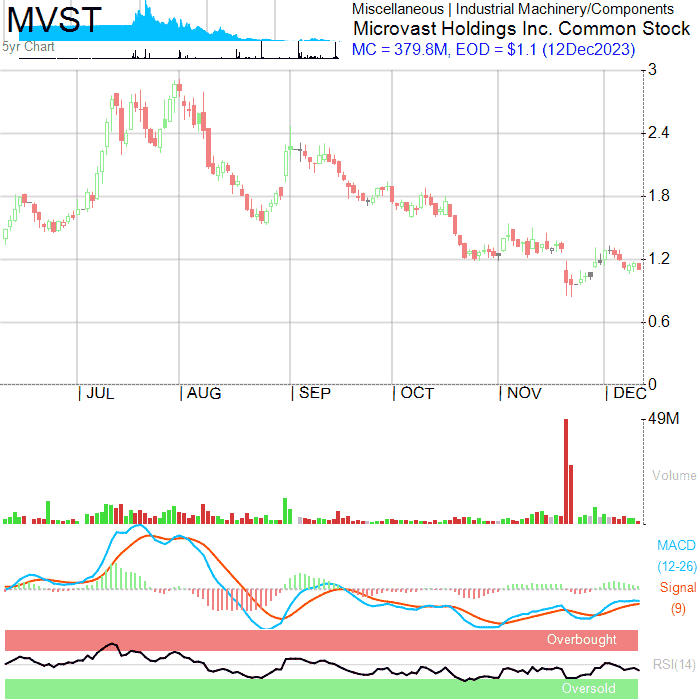 MVST
Miscellaneous | Industrial Machinery/Components
Microvast Holdings Inc. Common Stock
MC = 379.8M, EOD = $1.1 (12Dec2023)
5yr Chart
3
2.4
1.8
1.2
0.6
0
| JUL | AUG | SEP | OCT | NOV | DEC
49M
Volume
MACD
(12-26)
Signal
(9)
Overbought
RSI(14)
Oversold